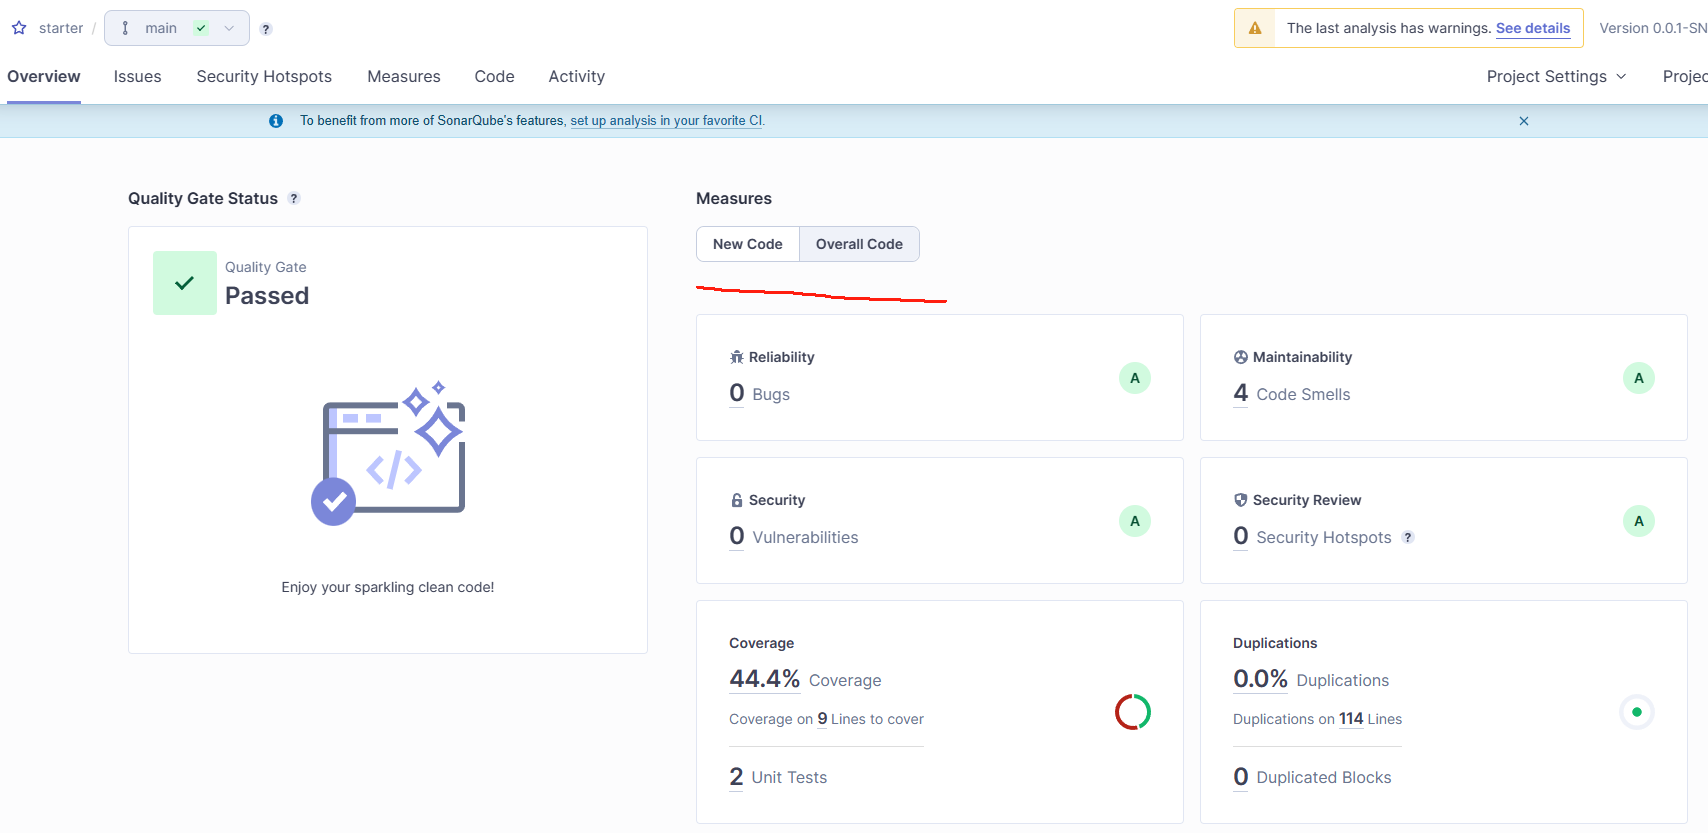 starter / main ?
The last analysis has warnings. See details
Version 0.0.1-SN
Overview Issues Security Hotspots Measures Code Activity
Project Settings Projec
To benefit from more of SonarQube's features, set up analysis in your favorite CI.
Quality Gate Status ?
Quality Gate
Passed
Enjoy your sparkling clean code!
Measures
New Code Overall Code
Reliability
0 Bugs
A
Maintainability
4 Code Smells
A
Security
0 Vulnerabilities
A
Security Review
0 Security Hotspots ?
A
Coverage
44.4% Coverage
Coverage on 9 Lines to cover
2 Unit Tests
Duplications
0.0% Duplications
Duplications on 114 Lines
0 Duplicated Blocks